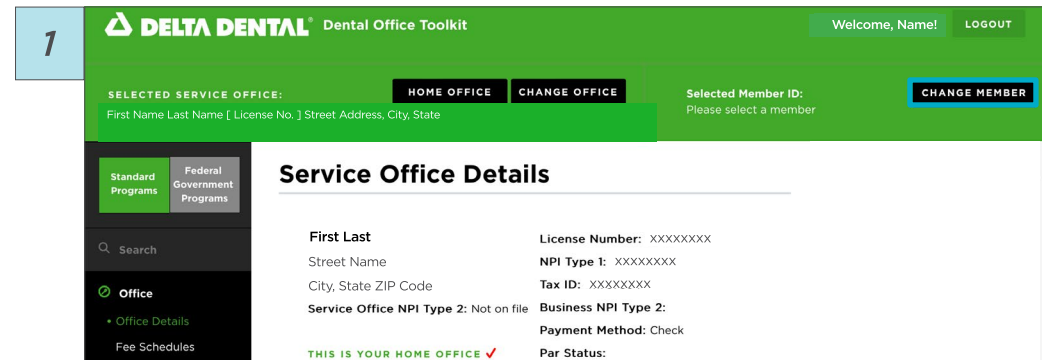 1
DELTA DENTAL® Dental Office Toolkit
Welcome, Name!
LOGOUT
SELECTED SERVICE OFFICE:
HOME OFFICE
CHANGE OFFICE
First Name Last Name [ License No. ] Street Address, City, State
Selected Member ID:
Please select a member
CHANGE MEMBER
Standard
Programs
Federal
Government
Programs
Search
Office
• Office Details
Fee Schedules
Service Office Details
First Last
Street Name
City, State ZIP Code
Service Office NPI Type 2: Not on file
THIS IS YOUR HOME OFFICE ✓
License Number: XXXXXXXX
NPI Type 1: XXXXXXXX
Tax ID: XXXXXXXX
Business NPI Type 2:
Payment Method: Check
Par Status: